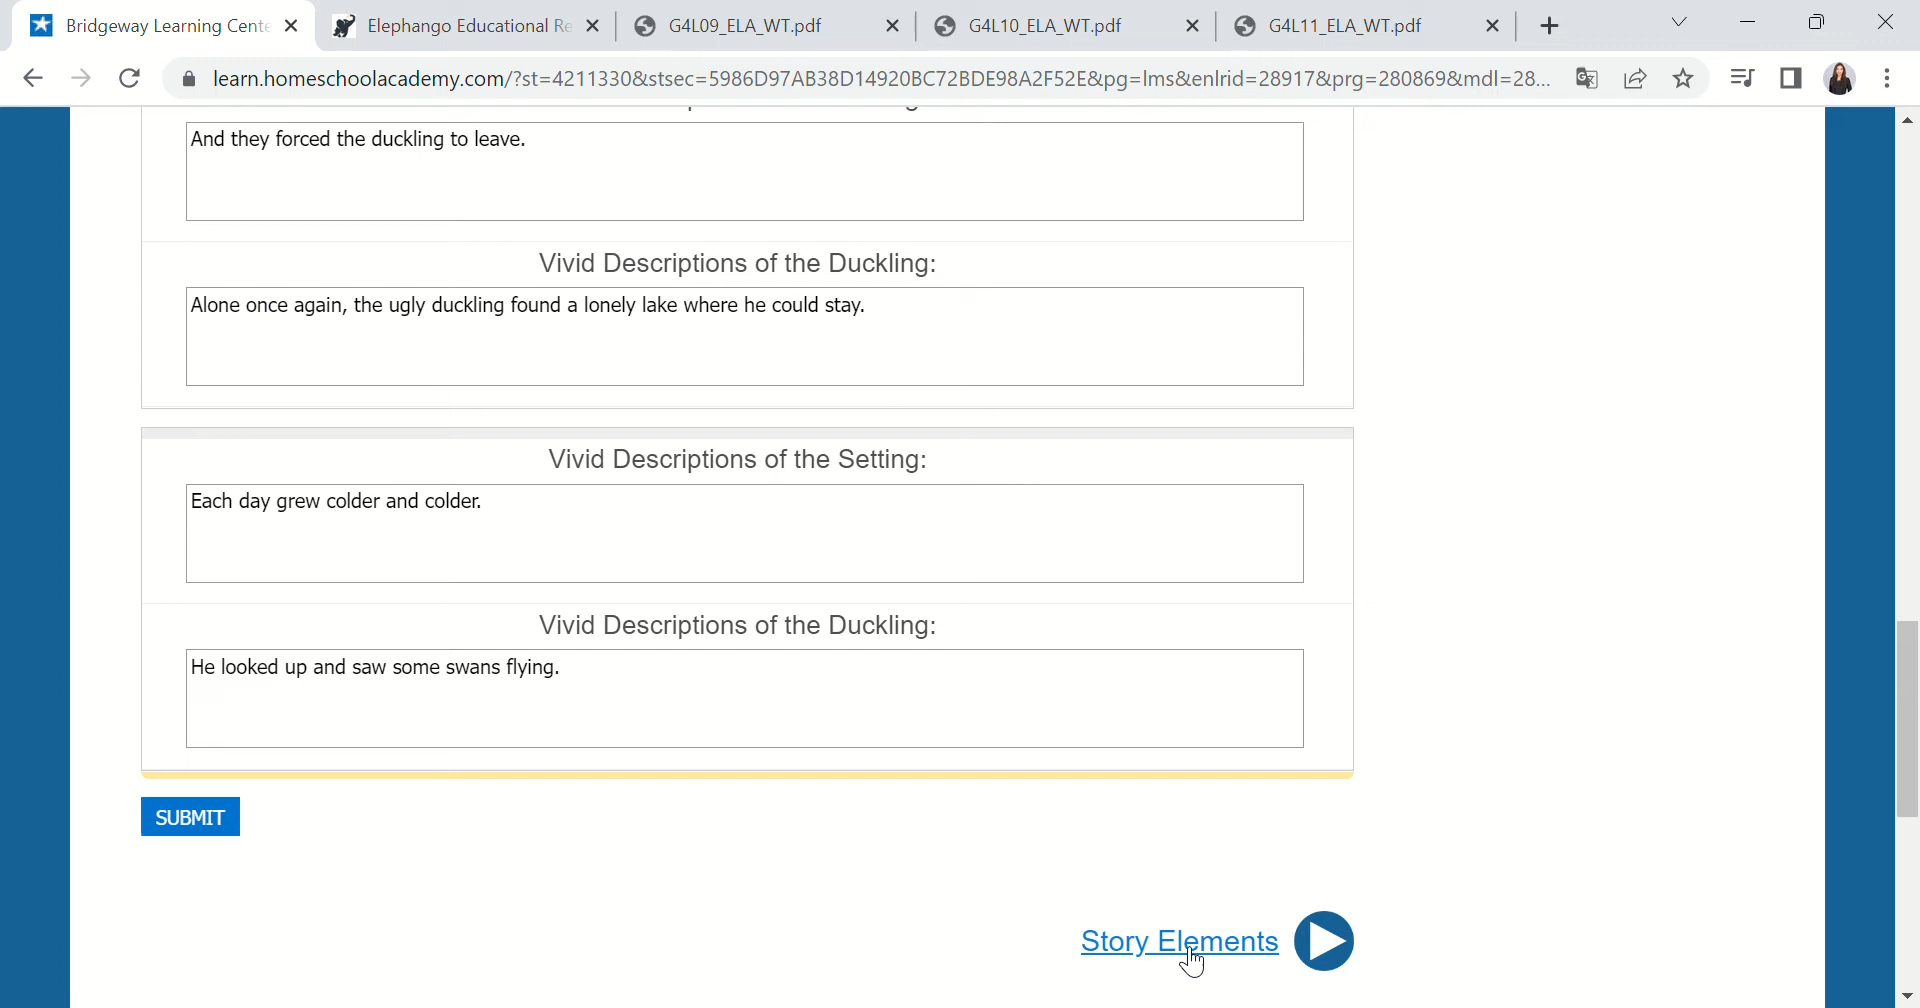 Bridgeway Learning Cente
Elephango Educational Re
G4L09_ELA_WT.pdf
G4L10_ELA_WT.pdf
G4L11_ELA_WT.pdf
learn.homeschoolacademy.com/?st=4211330&stsec=5986D97AB38D14920BC72BDE98A2F52E&pg=lms&enlrid=28917&prg=280869&mdl=28...
And they forced the duckling to leave.
Vivid Descriptions of the Duckling:
Alone once again, the ugly duckling found a lonely lake where he could stay.
Vivid Descriptions of the Setting:
Each day grew colder and colder.
Vivid Descriptions of the Duckling:
He looked up and saw some swans flying.
SUBMIT
Story Elements